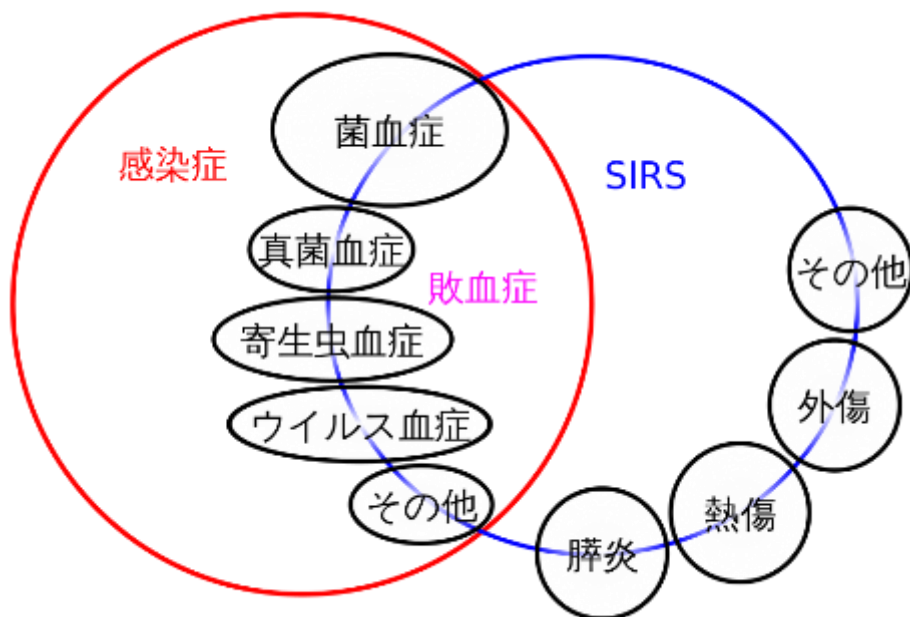 菌血症
感染症
SIRS
真菌血症
その他
敗血症
寄生虫血症
外傷
ウイルス血症
その他
熱傷
膵炎